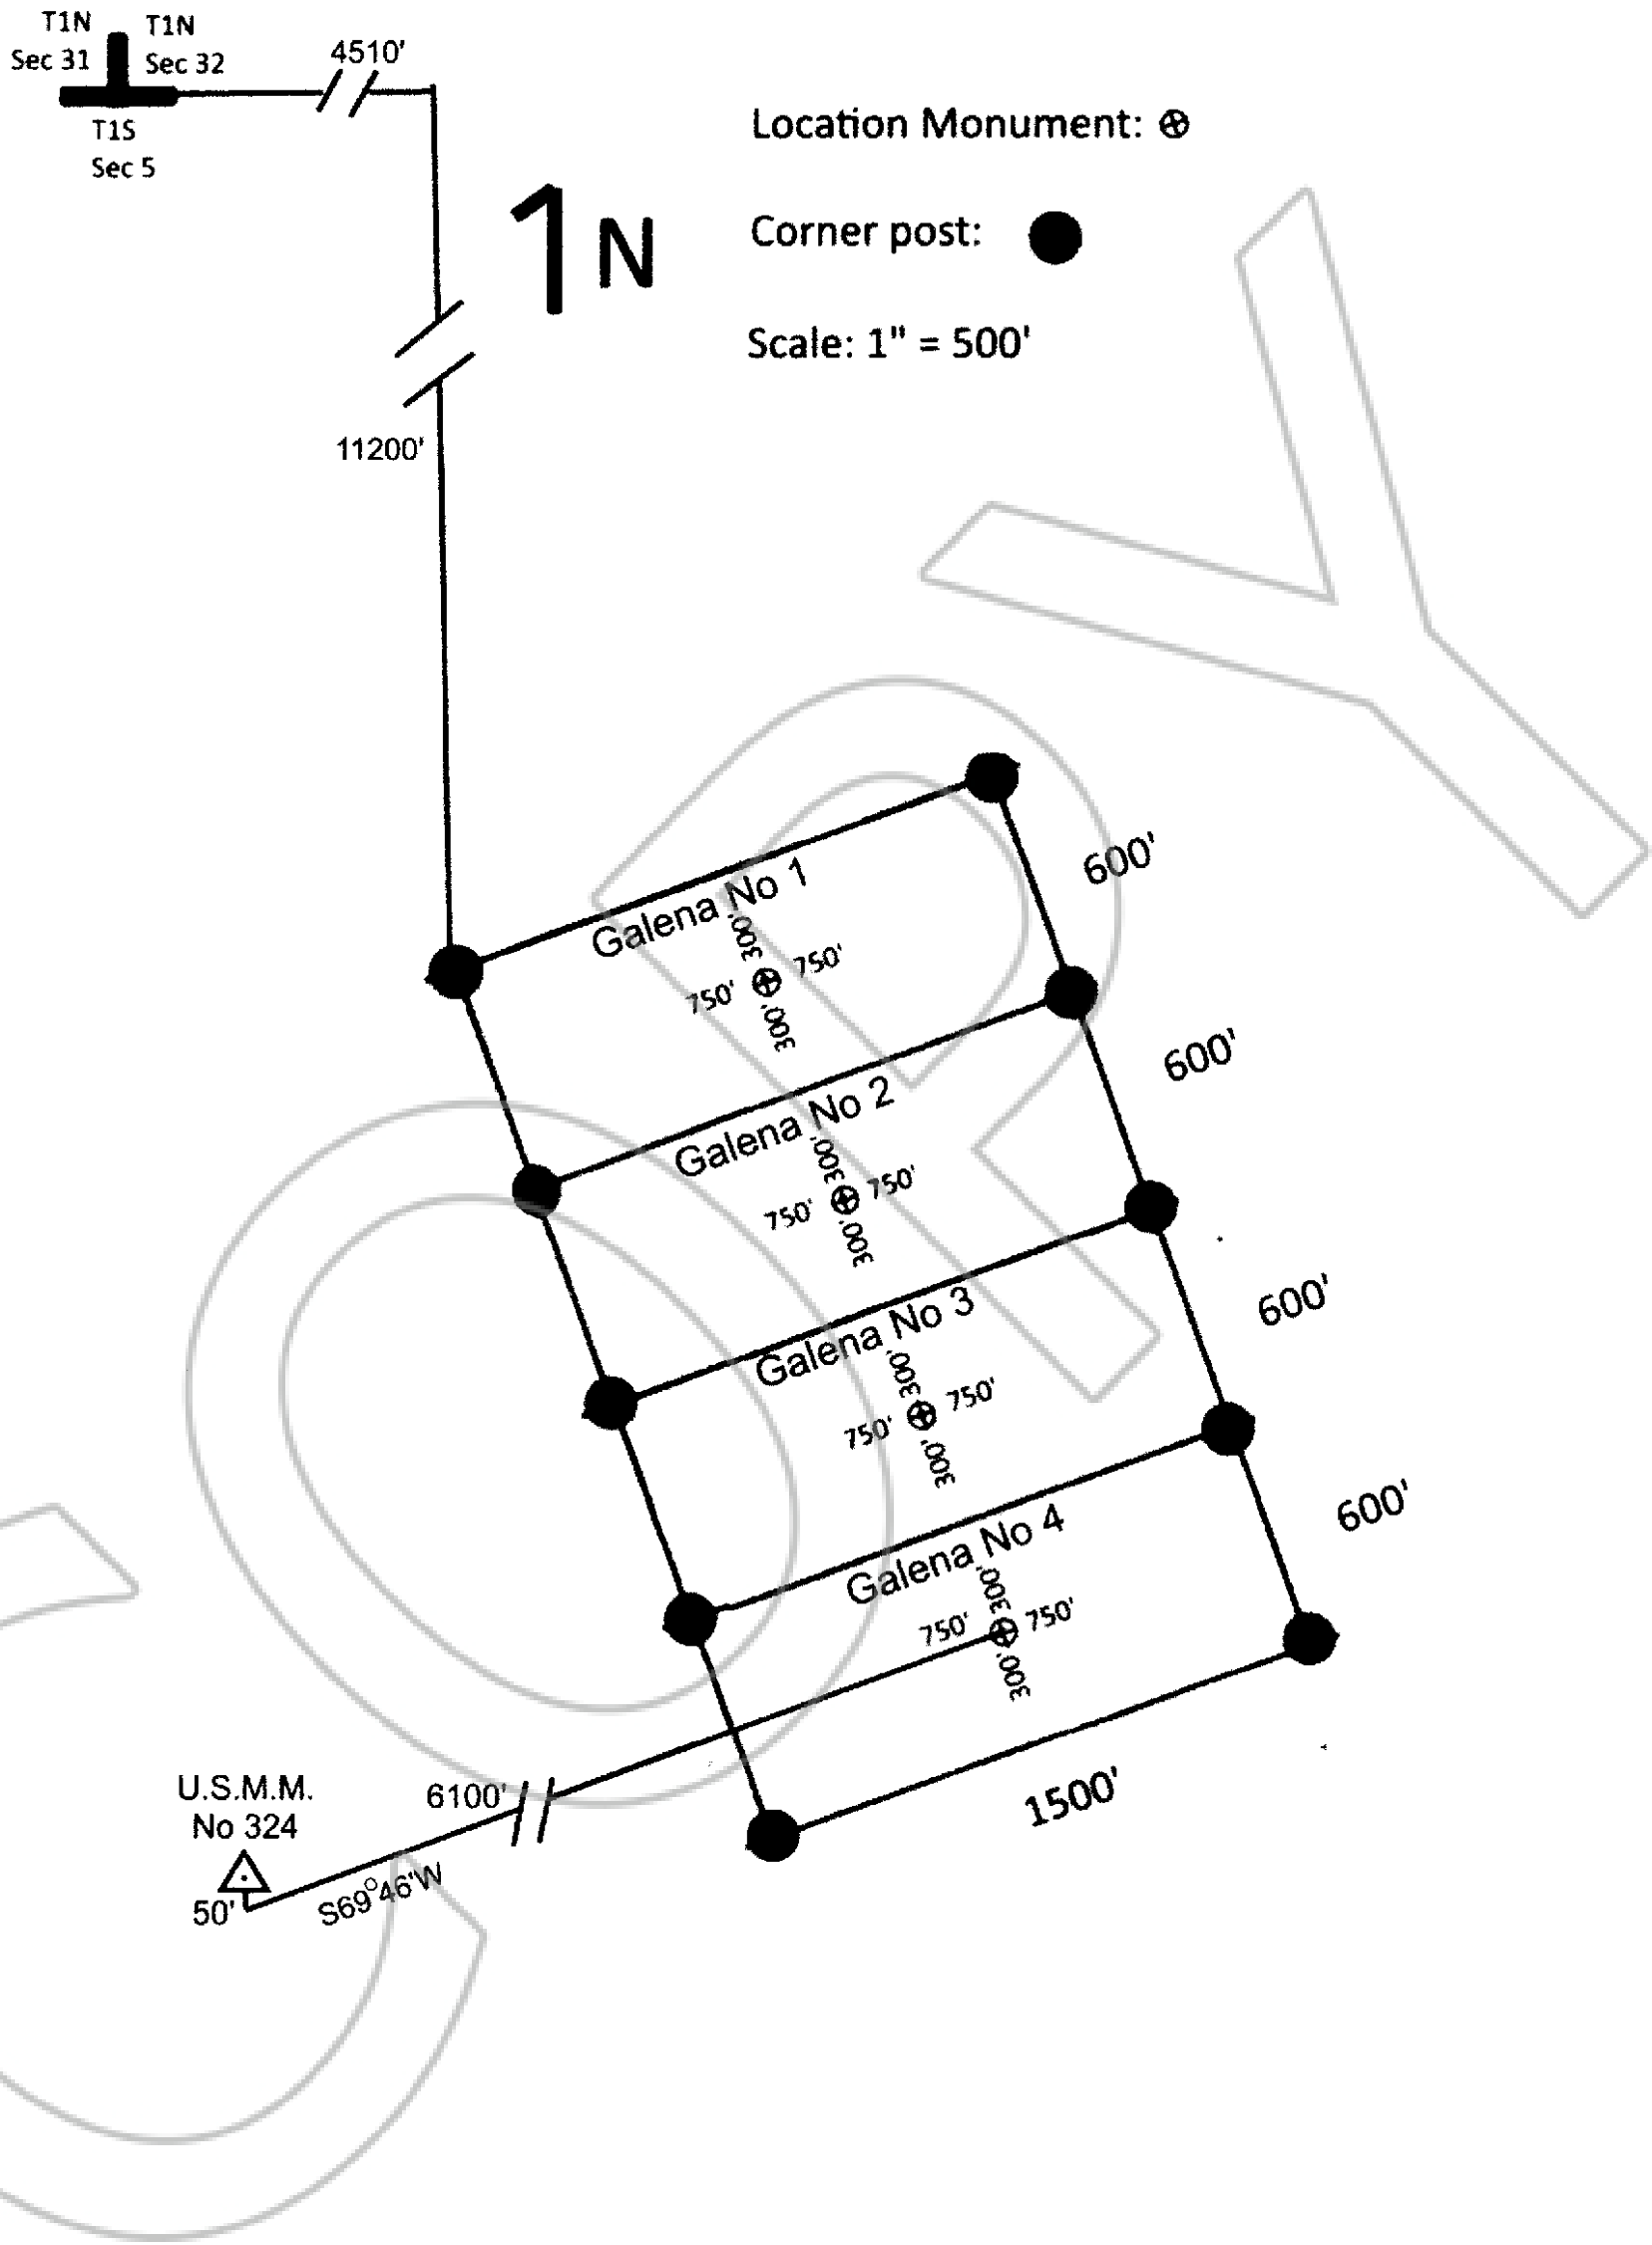 T1N T1N
Sec 31 Sec 32
4510'
T1S
Sec 5
Location Monument: ⊕
N
Corner post:
Scale: 1" = 500'
11200'
600'
Galena No 1
300'
750' 750'
300'
600'
Galena No 2
300'
750' 750'
300'
600'
Galena No 3
300'
750' 750'
300'
600'
Galena No 4
300'
750' 750'
300'
1500'
U.S.M.M.
No 324
6100'
50'
S69°46'W
COPY